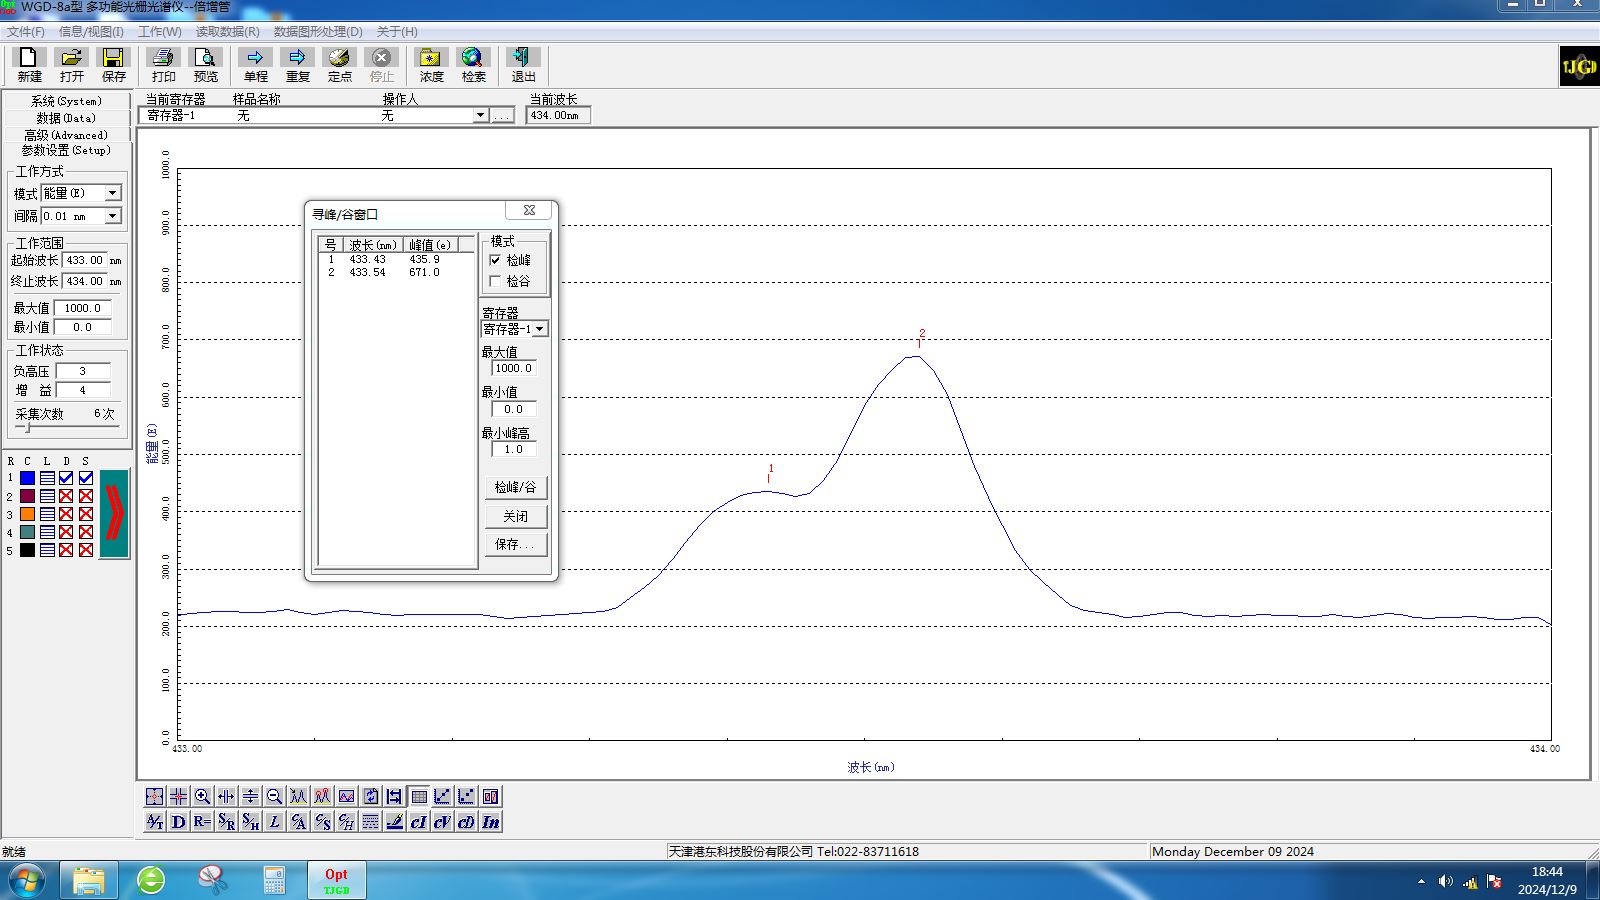 WGD-8a型 多功能光栅光谱仪--倍增管
文件(F) 信息/视图(I) 工作(W) 读取数据(R) 数据图形处理(D) 关于(H)
新建 打开 保存 打印 预览 单程 重复 定点 停止 浓度 检索 退出
TJGD
系统(System)
数据(Data)
高级(Advanced)
参数设置(Setup)
当前寄存器 样品名称 操作人 当前波长
寄存器-1 无 无 ... 434.00nm
工作方式
模式 能量(E)
间隔 0.01 nm
工作范围
起始波长 433.00 nm
终止波长 434.00 nm
最大值 1000.0
最小值 0.0
工作状态
负高压 3
增 益 4
采集次数 6次
R C L D S
1
2
3
4
5
寻峰/谷窗口
号 波长(nm) 峰值(e)
1 433.43 435.9
2 433.54 671.0
模式
检峰
检谷
寄存器
寄存器-1
最大值
1000.0
最小值
0.0
最小峰高
1.0
检峰/谷
关闭
保存...
1000.0
900.0
800.0
700.0
600.0
500.0
400.0
300.0
200.0
100.0
0.0
能量(E)
1
2
433.00
434.00
波长(nm)
A/T D R= S/R S/H L C/A C/S C/H cI cV cD In
就绪
天津港东科技股份有限公司 Tel:022-83711618
Monday December 09 2024
Opt
TJGD
18:44
2024/12/9